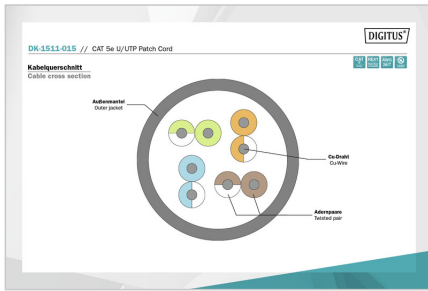 DIGITUS®
DK-1511-015 // CAT 5e U/UTP Patch Cord
Kabelquerschnitt
Cable cross section
Außenmantel
Outer jacket
Cu-Draht
Cu-Wire
Adernpaare
Twisted pair